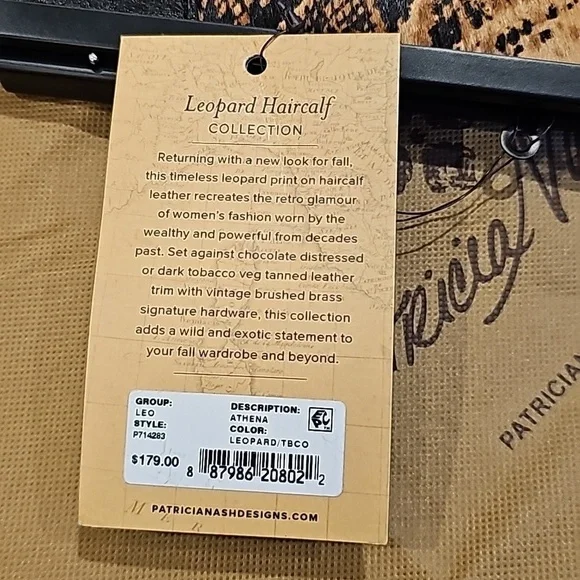 Leopard Haircalf
COLLECTION
Returning with a new look for fall,
this timeless leopard print on haircalf
leather recreates the retro glamour
of women's fashion worn by the
wealthy and powerful from decades
past. Set against chocolate distressed
or dark tobacco veg tanned leather
trim with vintage brushed brass
signature hardware, this collection
adds a wild and exotic statement to
your fall wardrobe and beyond.
GROUP:
LEO
STYLE:
P714283
$179.00
DESCRIPTION:
ATHENA
COLOR:
LEOPARD/TBCO
8 87986 20802 2
PATRICIANASHDESIGNS.COM
tricia N
PATRICIA